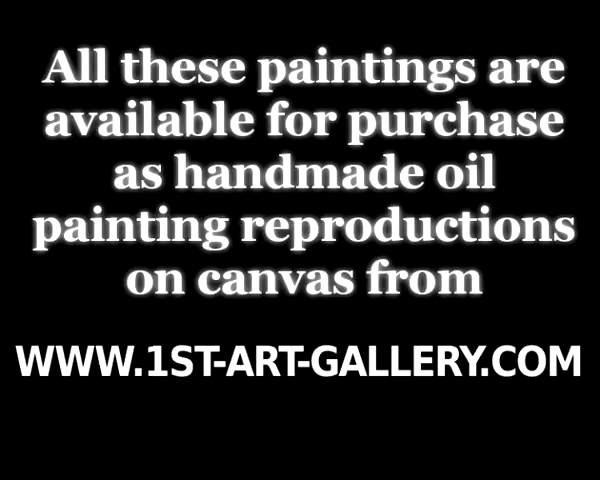 All these paintings are
available for purchase
as handmade oil
painting reproductions
on canvas from
WWW.1ST-ART-GALLERY.COM